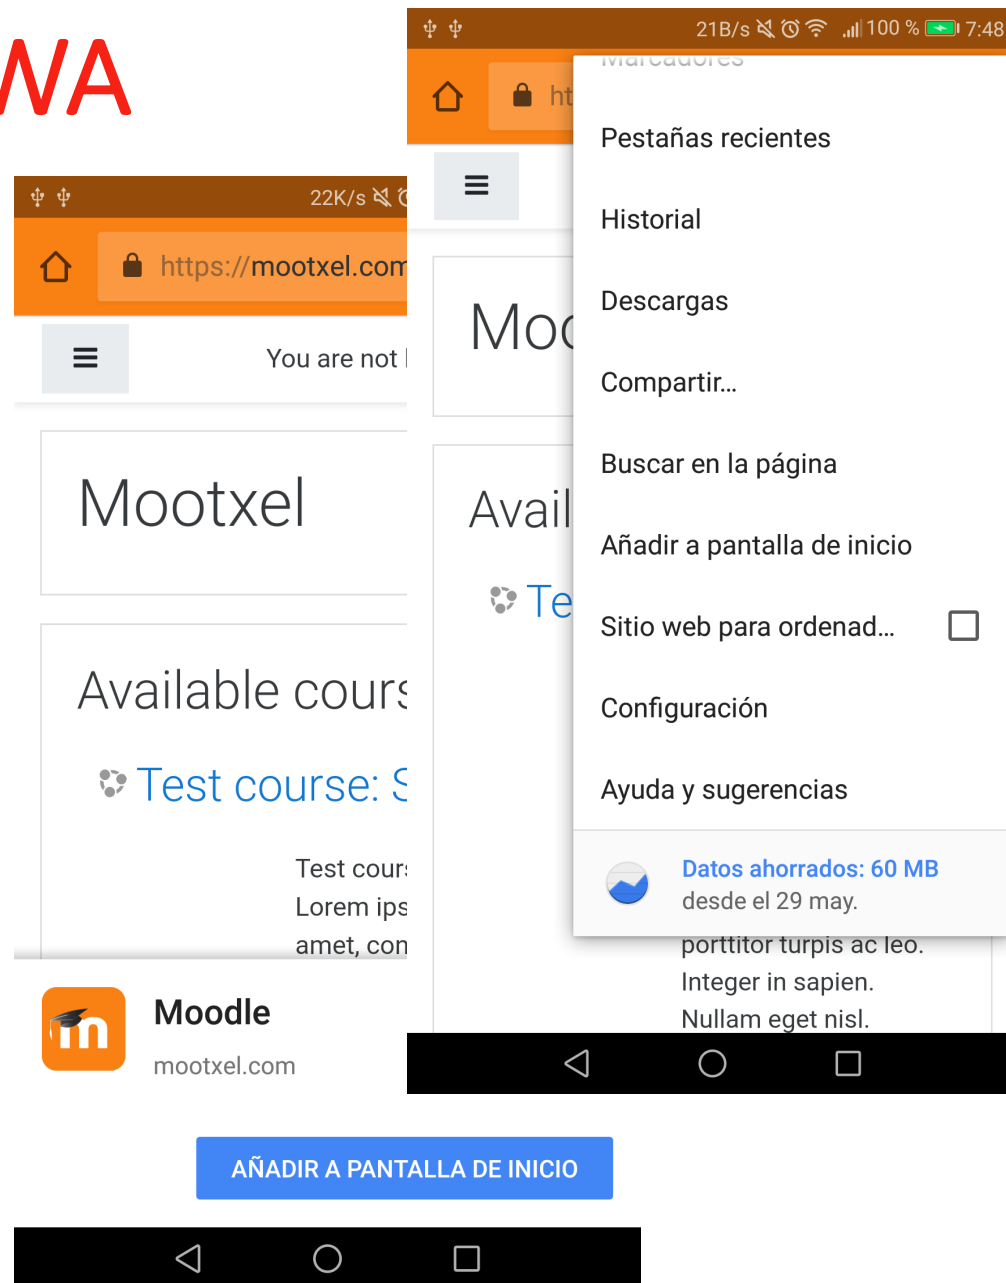 WA
22K/s
https://mootxel.com
You are not
Mootxel
Available cours
Test course: S
Test cours
Lorem ips
amet, con
m
Moodle
mootxel.com
AÑADIR A PANTALLA DE INICIO
21B/s 100 % 7:48
ht
Moo
Avail
Te
Marcadores
Pestañas recientes
Historial
Descargas
Compartir...
Buscar en la página
Añadir a pantalla de inicio
Sitio web para ordenad...
Configuración
Ayuda y sugerencias
Datos ahorrados: 60 MB
desde el 29 may.
porttitor turpis ac leo.
Integer in sapien.
Nullam eget nisl.